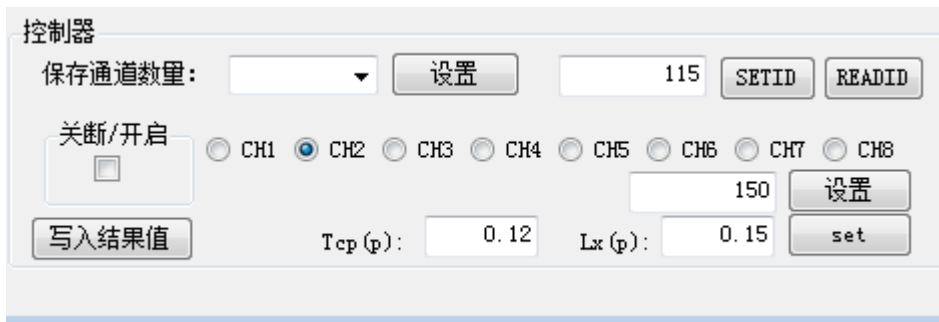 控制器
保存通道数量: 设置 115 SETID READID
关断/开启 CH1 CH2 CH3 CH4 CH5 CH6 CH7 CH8
150 设置
写入结果值 Tcp(p): 0.12 Lx(p): 0.15 set